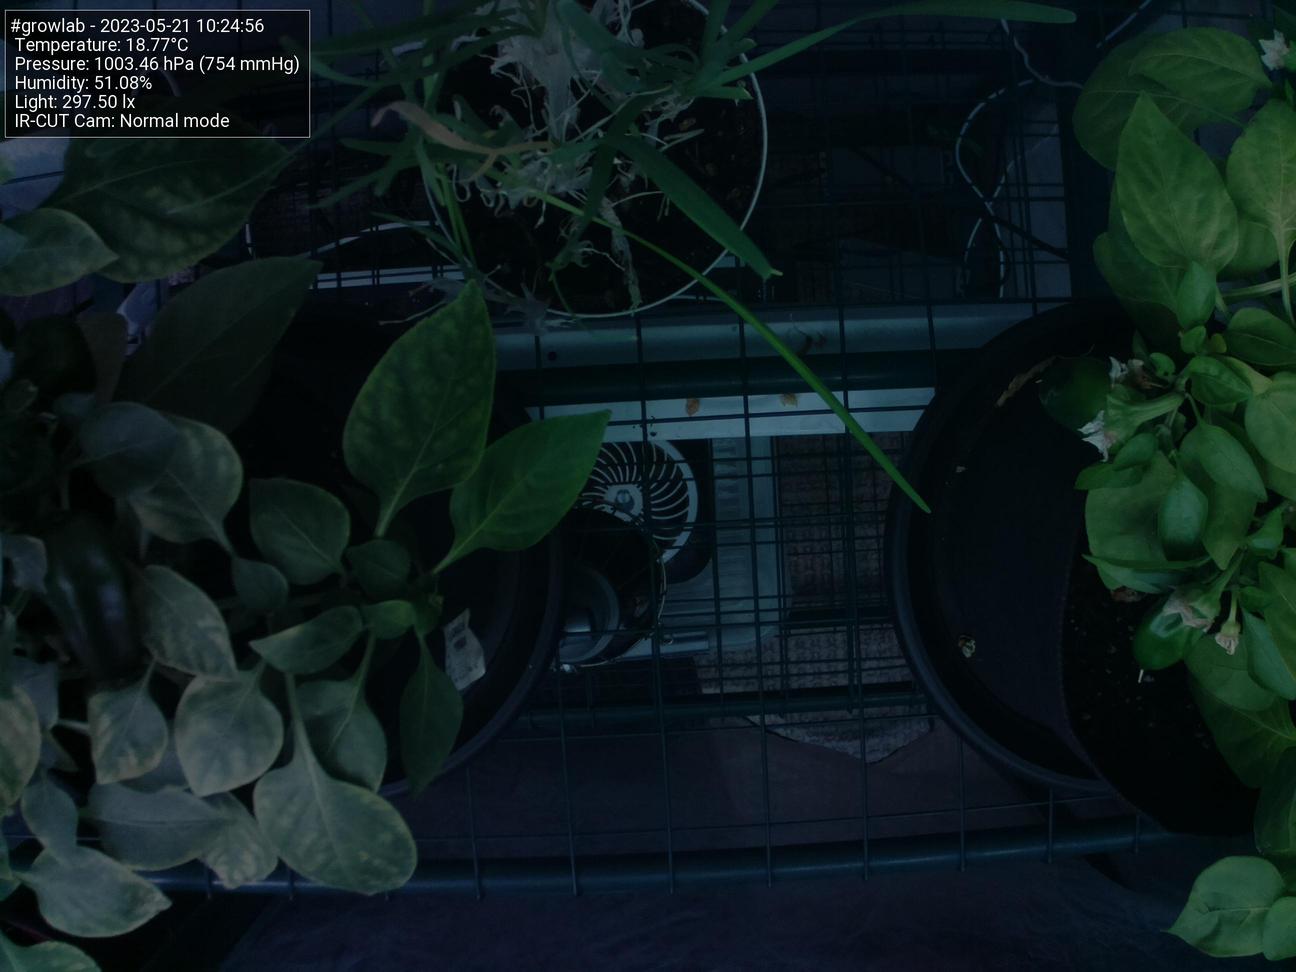 #growlab - 2023-05-21 10:24:56
Temperature: 18.77°C
Pressure: 1003.46 hPa (754 mmHg)
Humidity: 51.08%
Light: 297.50 lx
IR-CUT Cam: Normal mode